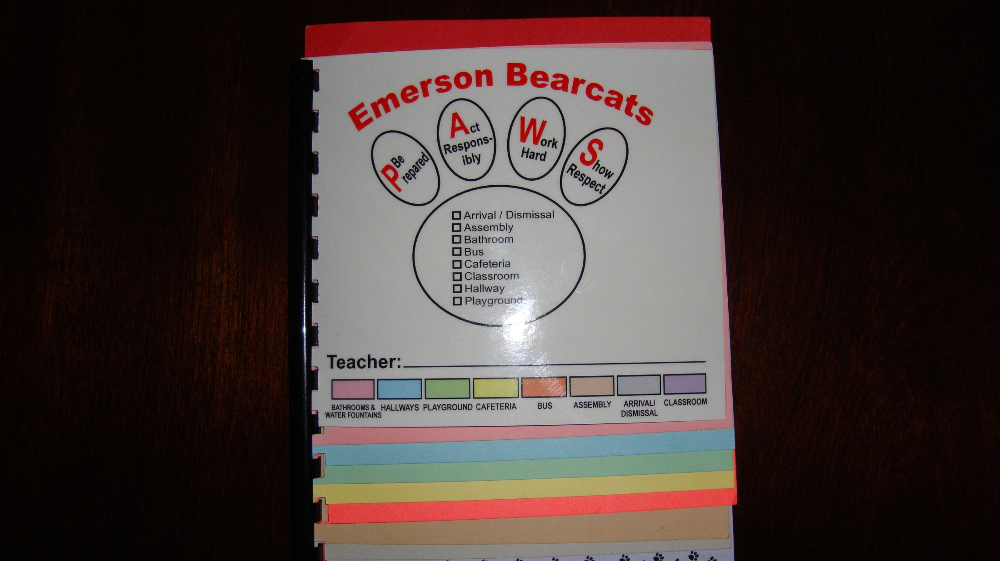 Emerson Bearcats
Be
Prepared
Act
Respons-
ibly
Work
Hard
Show
Respect
Arrival / Dismissal
Assembly
Bathroom
Bus
Cafeteria
Classroom
Hallway
Playground
Teacher:
BATHROOMS &
WATER FOUNTAINS
HALLWAYS
PLAYGROUND
CAFETERIA
BUS
ASSEMBLY
ARRIVAL/
DISMISSAL
CLASSROOM